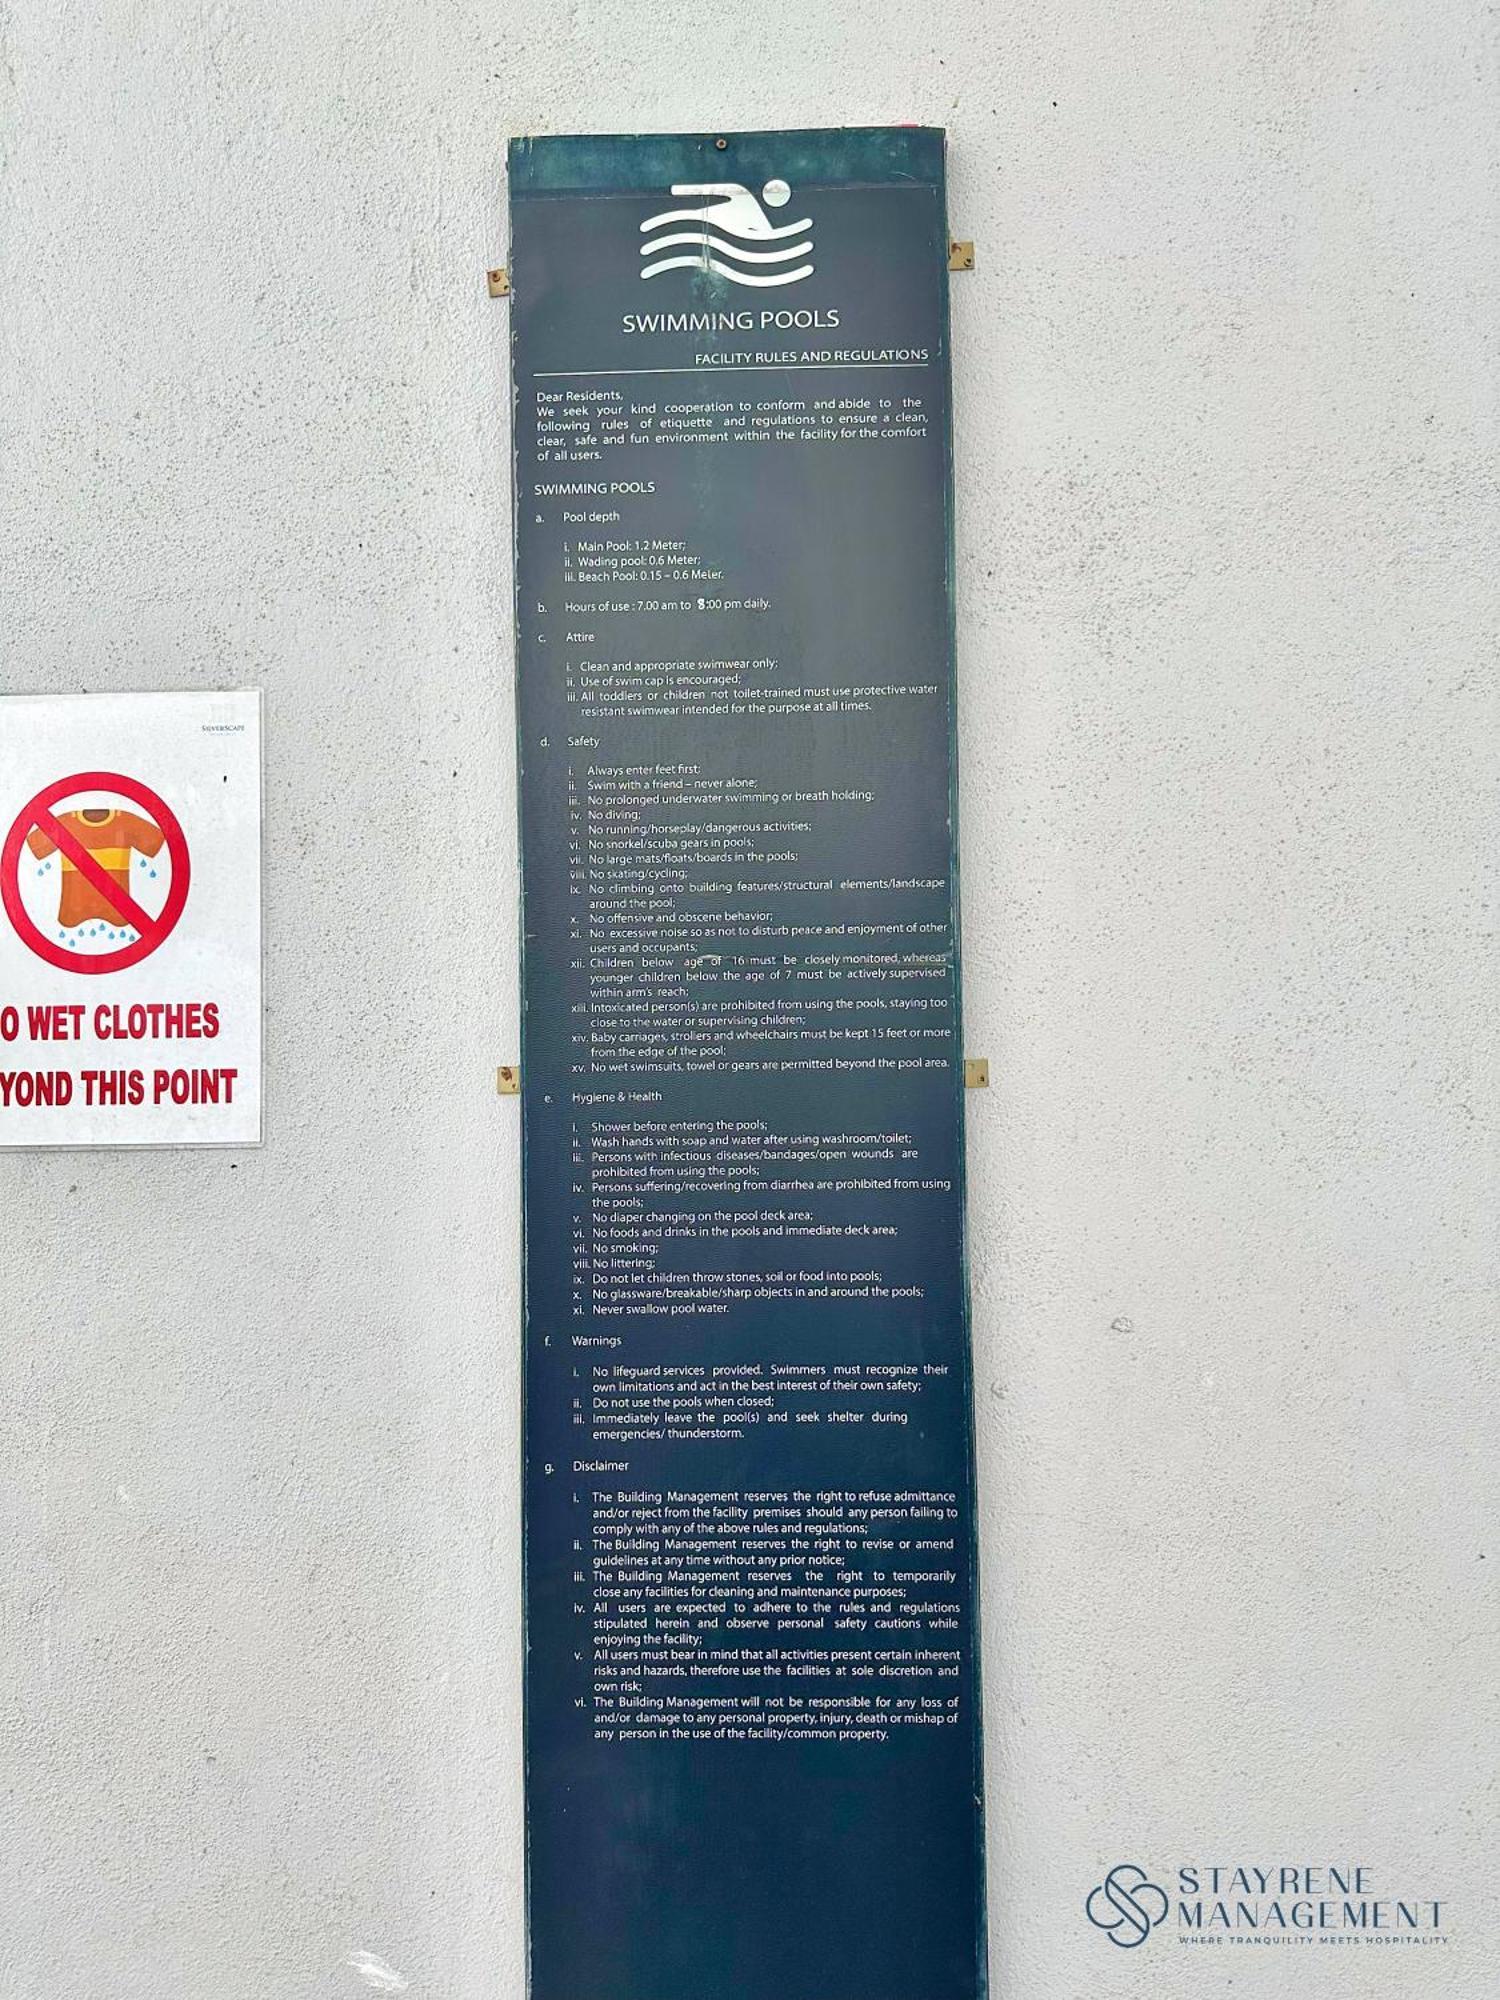 SWIMMING POOLS
FACILITY RULES AND REGULATIONS
Dear Residents,
We seek your kind cooperation to conform and abide to the
following rules of etiquette and regulations to ensure a clean,
clear, safe and fun environment within the facility for the comfort
of all users.
SWIMMING POOLS
a. Pool depth
i. Main Pool: 1.2 Meter;
ii. Wading pool: 0.6 Meter;
iii. Beach Pool: 0.15 – 0.6 Meter.
b. Hours of use : 7.00 am to 8:00 pm daily.
c. Attire
i. Clean and appropriate swimwear only;
ii. Use of swim cap is encouraged;
iii. All toddlers or children not toilet-trained must use protective water
resistant swimwear intended for the purpose at all times.
d. Safety
i. Always enter feet first;
ii. Swim with a friend – never alone;
iii. No prolonged underwater swimming or breath holding;
iv. No diving;
v. No running/horseplay/dangerous activities;
vi. No snorkel/scuba gears in pools;
vii. No large mats/floats/boards in the pools;
viii. No skating/cycling;
ix. No climbing onto building features/structural elements/landscape
around the pool;
x. No offensive and obscene behavior;
xi. No excessive noise so as not to disturb peace and enjoyment of other
users and occupants;
xii. Children below age of 16 must be closely monitored, whereas
younger children below the age of 7 must be actively supervised
within arm's reach;
xiii. Intoxicated person(s) are prohibited from using the pools, staying too
close to the water or supervising children;
xiv. Baby carriages, strollers and wheelchairs must be kept 15 feet or more
from the edge of the pool;
xv. No wet swimsuits, towel or gears are permitted beyond the pool area.
e. Hygiene & Health
i. Shower before entering the pools;
ii. Wash hands with soap and water after using washroom/toilet;
iii. Persons with infectious diseases/bandages/open wounds are
prohibited from using the pools;
iv. Persons suffering/recovering from diarrhea are prohibited from using
the pools;
v. No diaper changing on the pool deck area;
vi. No foods and drinks in the pools and immediate deck area;
vii. No smoking;
viii. No littering;
ix. Do not let children throw stones, soil or food into pools;
x. No glassware/breakable/sharp objects in and around the pools;
xi. Never swallow pool water.
f. Warnings
i. No lifeguard services provided. Swimmers must recognize their
own limitations and act in the best interest of their own safety;
ii. Do not use the pools when closed;
iii. Immediately leave the pool(s) and seek shelter during
emergencies/ thunderstorm.
g. Disclaimer
i. The Building Management reserves the right to refuse admittance
and/or reject from the facility premises should any person failing to
comply with any of the above rules and regulations;
ii. The Building Management reserves the right to revise or amend
guidelines at any time without any prior notice;
iii. The Building Management reserves the right to temporarily
close any facilities for cleaning and maintenance purposes;
iv. All users are expected to adhere to the rules and regulations
stipulated herein and observe personal safety cautions while
enjoying the facility;
v. All users must bear in mind that all activities present certain inherent
risks and hazards, therefore use the facilities at sole discretion and
own risk;
vi. The Building Management will not be responsible for any loss of
and/or damage to any personal property, injury, death or mishap of
any person in the use of the facility/common property.
SILVERSCAPE
O WET CLOTHES
YOND THIS POINT
STAYRENE
MANAGEMENT
WHERE TRANQUILITY MEETS HOSPITALITY